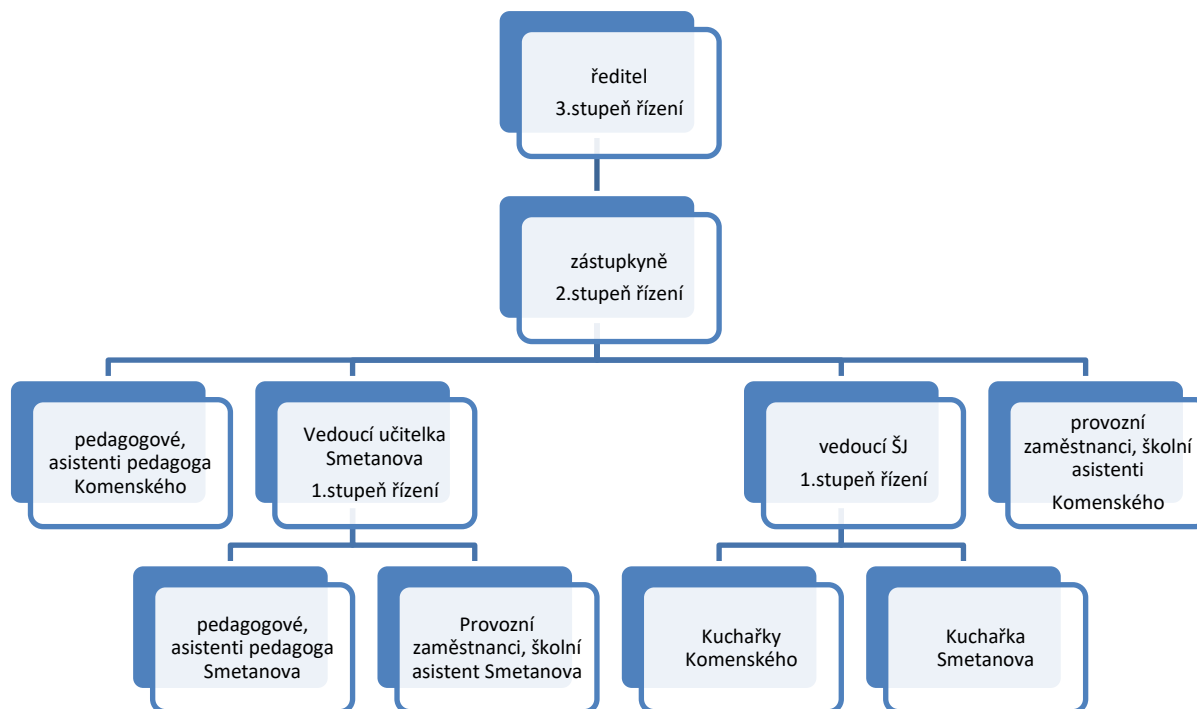 ředitel
3.stupeň řízení
zástupkyně
2.stupeň řízení
pedagogové,
asistenti pedagoga
Komenského
Vedoucí učitelka
Smetanova
1.stupeň řízení
vedoucí ŠJ
1.stupeň řízení
provozní
zaměstnanci, školní
asistenti
Komenského
pedagogové,
asistenti pedagoga
Smetanova
Provozní
zaměstnanci, školní
asistent Smetanova
Kuchařky
Komenského
Kuchařka
Smetanova